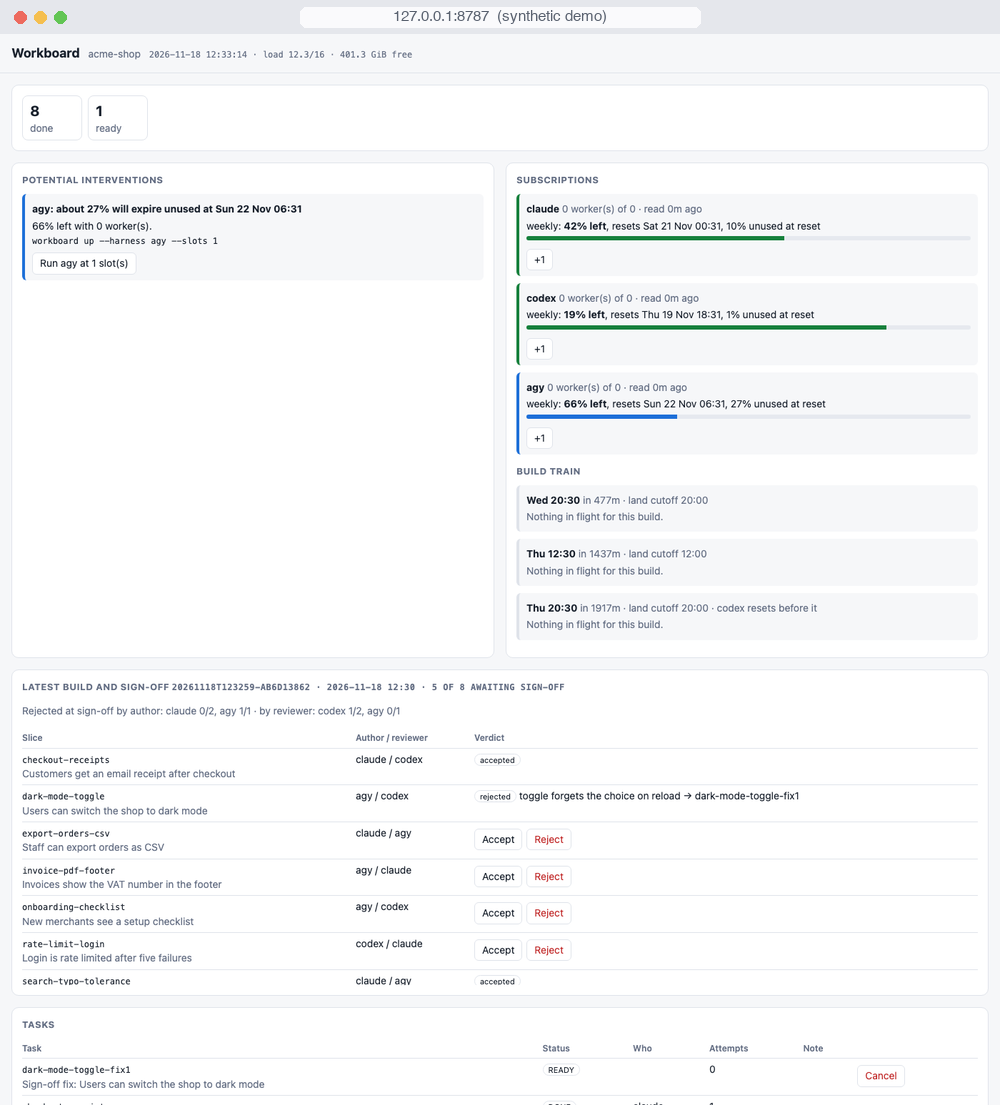 127.0.0.1:8787 (synthetic demo)
Workboard acme-shop 2026-11-18 12:33:14 · load 12.3/16 · 401.3 GiB free
8
done
1
ready
POTENTIAL INTERVENTIONS
agy: about 27% will expire unused at Sun 22 Nov 06:31
66% left with 0 worker(s).
workboard up --harness agy --slots 1
Run agy at 1 slot(s)
SUBSCRIPTIONS
claude 0 worker(s) of 0 · read 0m ago
weekly: 42% left, resets Sat 21 Nov 00:31, 10% unused at reset
+1
codex 0 worker(s) of 0 · read 0m ago
weekly: 19% left, resets Thu 19 Nov 18:31, 1% unused at reset
+1
agy 0 worker(s) of 0 · read 0m ago
weekly: 66% left, resets Sun 22 Nov 06:31, 27% unused at reset
+1
BUILD TRAIN
Wed 20:30 in 477m · land cutoff 20:00
Nothing in flight for this build.
Thu 12:30 in 1437m · land cutoff 12:00
Nothing in flight for this build.
Thu 20:30 in 1917m · land cutoff 20:00 · codex resets before it
Nothing in flight for this build.
LATEST BUILD AND SIGN-OFF 20261118T123259-AB6D13862 · 2026-11-18 12:30 · 5 OF 8 AWAITING SIGN-OFF
Rejected at sign-off by author: claude 0/2, agy 1/1 · by reviewer: codex 1/2, agy 0/1
Slice Author / reviewer Verdict
checkout-receipts claude / codex accepted
Customers get an email receipt after checkout
dark-mode-toggle agy / codex rejected toggle forgets the choice on reload → dark-mode-toggle-fix1
Users can switch the shop to dark mode
export-orders-csv claude / agy Accept Reject
Staff can export orders as CSV
invoice-pdf-footer agy / claude Accept Reject
Invoices show the VAT number in the footer
onboarding-checklist agy / codex Accept Reject
New merchants see a setup checklist
rate-limit-login codex / claude Accept Reject
Login is rate limited after five failures
search-typo-tolerance claude / agy accepted
TASKS
Task Status Who Attempts Note
dark-mode-toggle-fix1 READY 0 Cancel
Sign-off fix: Users can switch the shop to dark mode